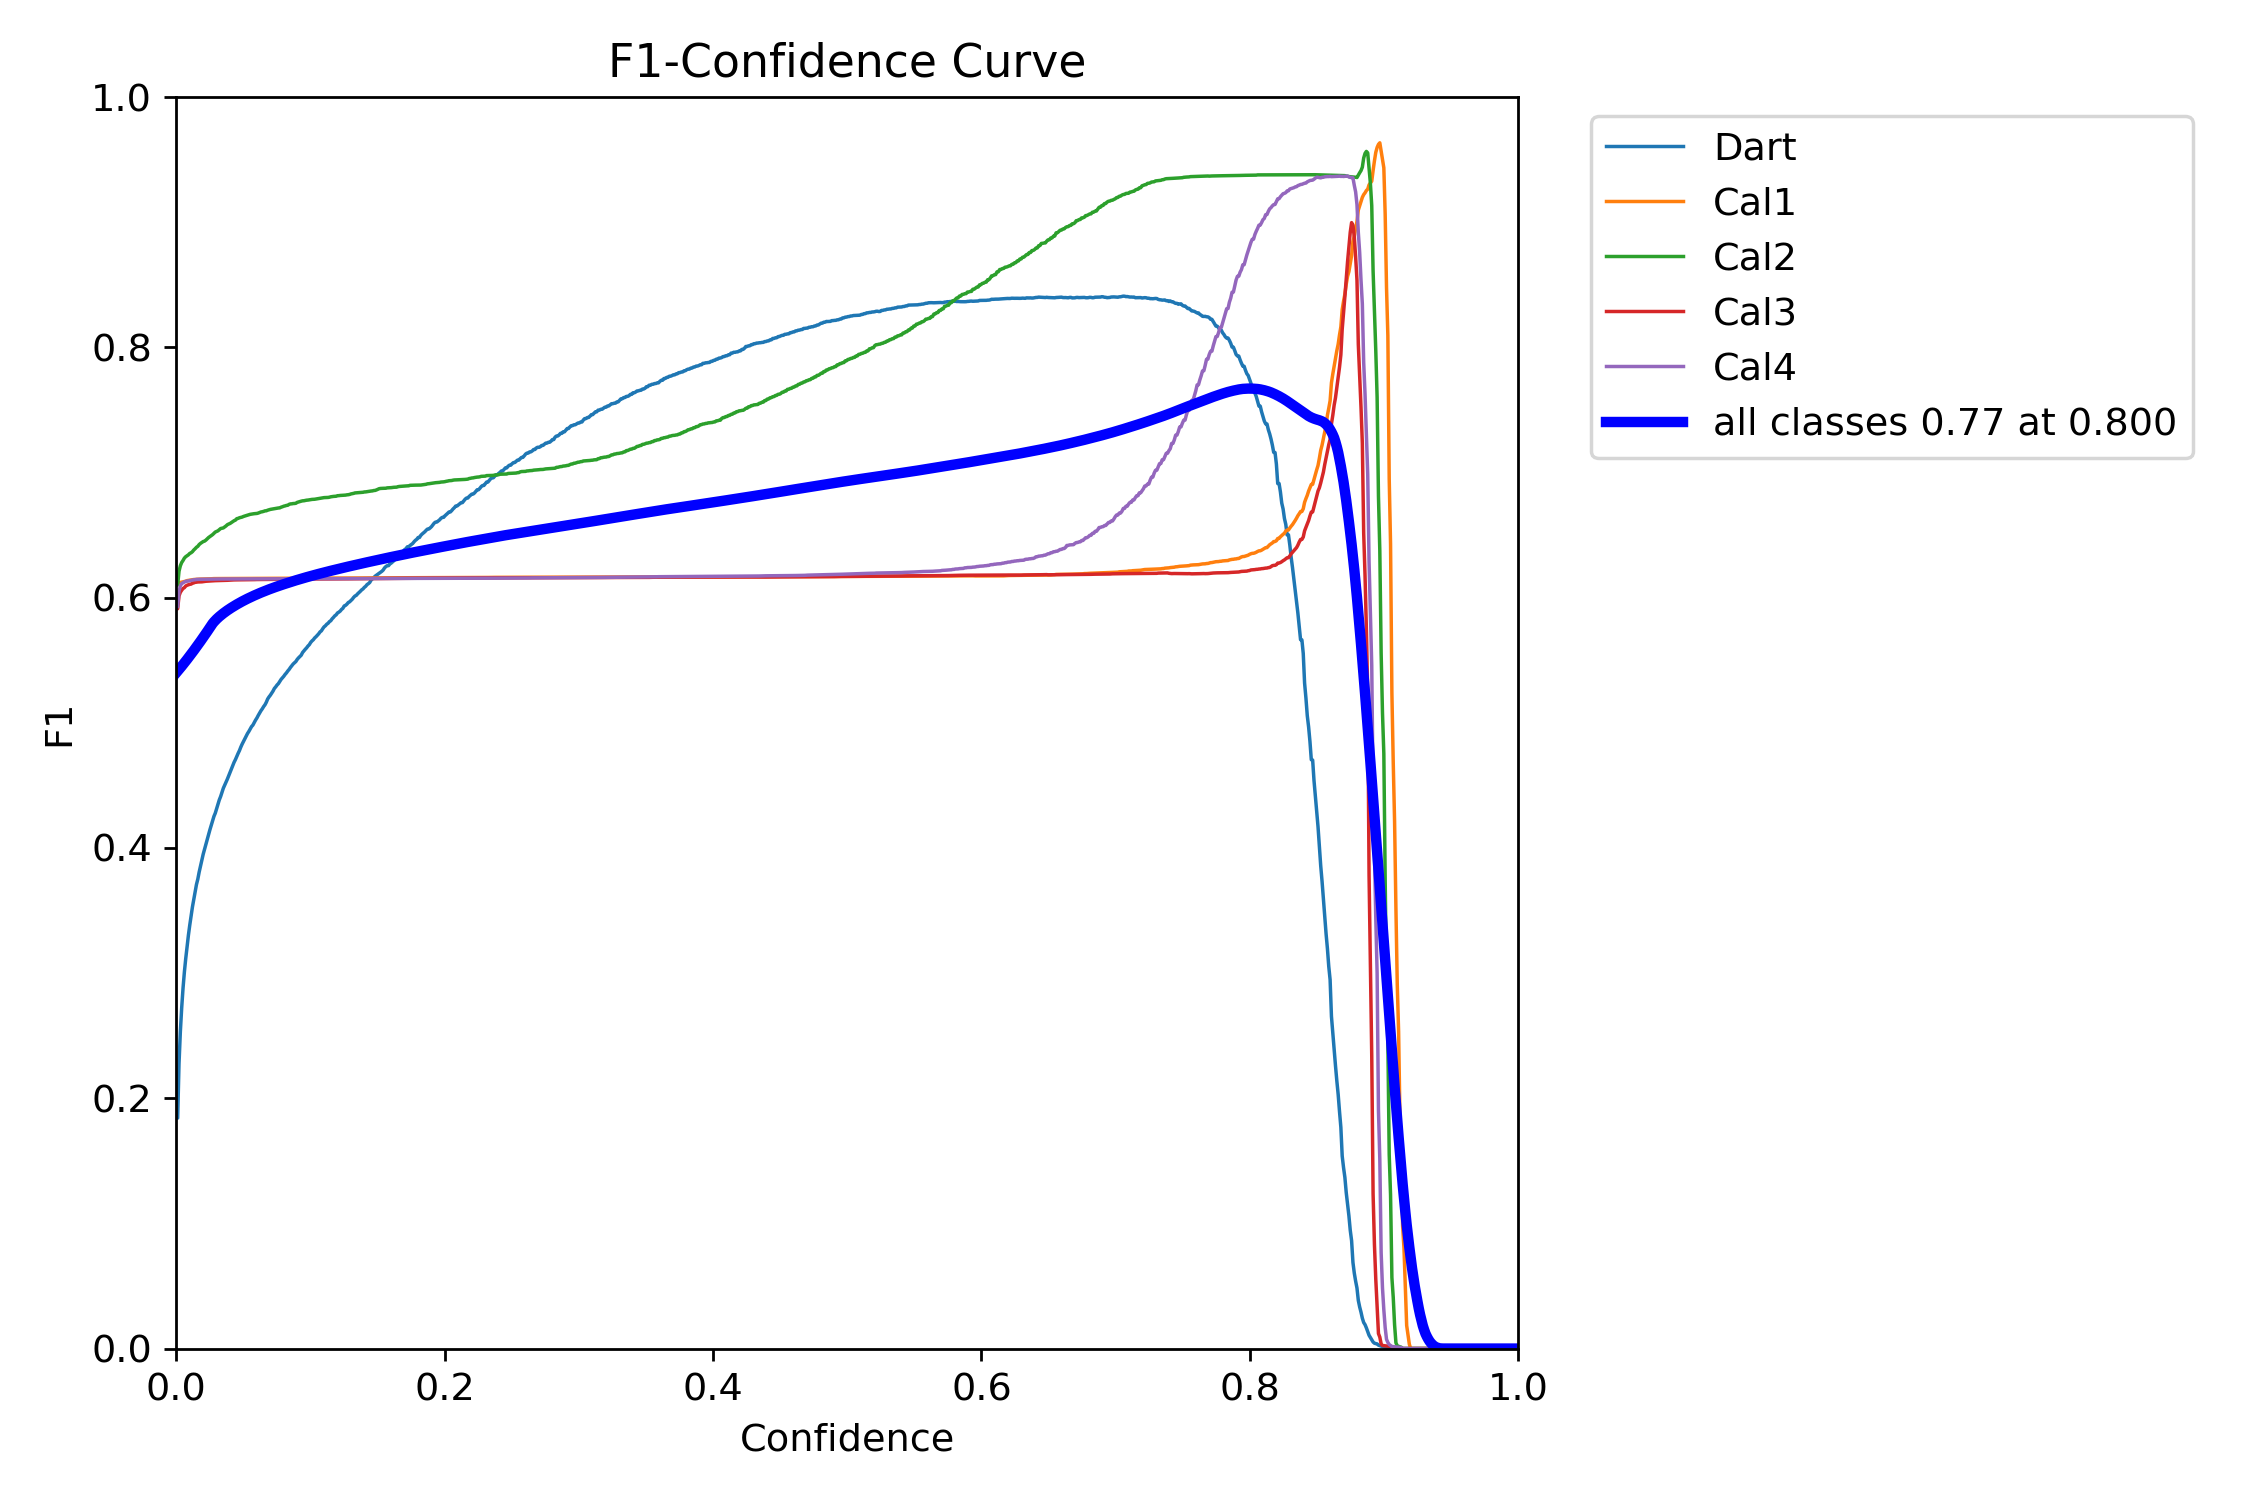 F1-Confidence Curve
1.0
0.8
0.6
0.4
0.2
0.0
F1
0.0 0.2 0.4 0.6 0.8 1.0
Confidence
Dart
Cal1
Cal2
Cal3
Cal4
all classes 0.77 at 0.800